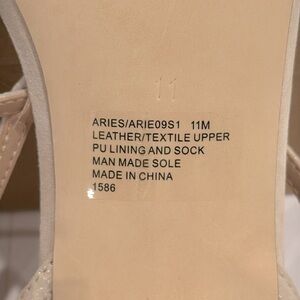 11
ARIES/ARIE09S1 11M
LEATHER/TEXTILE UPPER
PU LINING AND SOCK
MAN MADE SOLE
MADE IN CHINA
1586